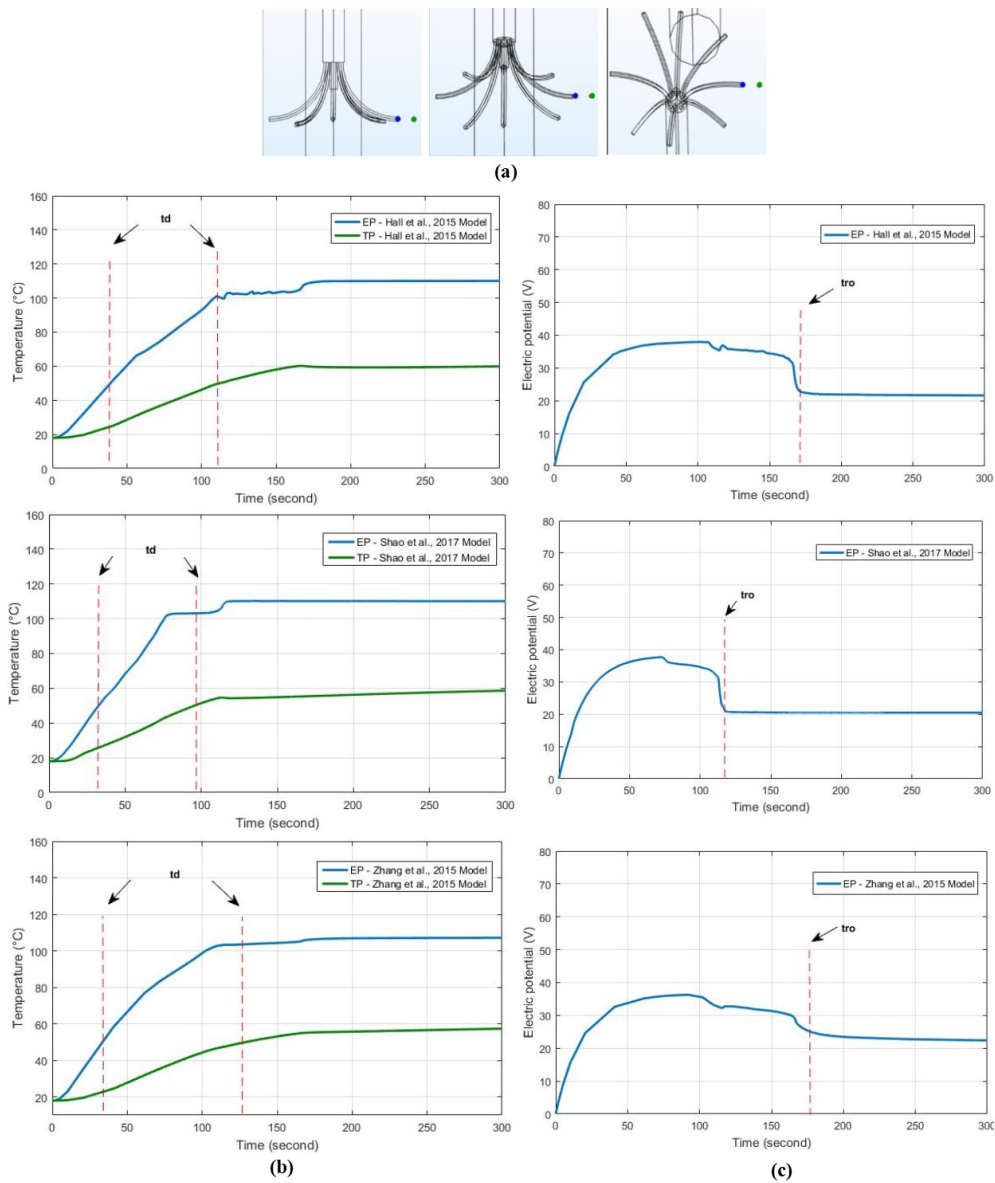 (a)
160
140
120
100
80
60
40
20
0
Temperature (°C)
td
EP - Hall et al., 2015 Model
TP - Hall et al., 2015 Model
0 50 100 150 200 250 300
Time (second)
80
70
60
50
40
30
20
10
0
Electric potential (V)
EP - Hall et al., 2015 Model
tro
0 50 100 150 200 250 300
Time (second)
160
140
120
100
80
60
40
20
0
Temperature (°C)
td
EP - Shao et al., 2017 Model
TP - Shao et al., 2017 Model
0 50 100 150 200 250 300
Time (second)
80
70
60
50
40
30
20
10
0
Electric potential (V)
EP - Shao et al., 2017 Model
tro
0 50 100 150 200 250 300
Time (second)
160
140
120
100
80
60
40
20
Temperature (°C)
td
EP - Zhang et al., 2015 Model
TP - Zhang et al., 2015 Model
0 50 100 150 200 250 300
Time (second)
(b)
80
70
60
50
40
30
20
10
0
Electric potential (V)
EP - Zhang et al., 2015 Model
tro
0 50 100 150 200 250 300
Time (second)
(c)